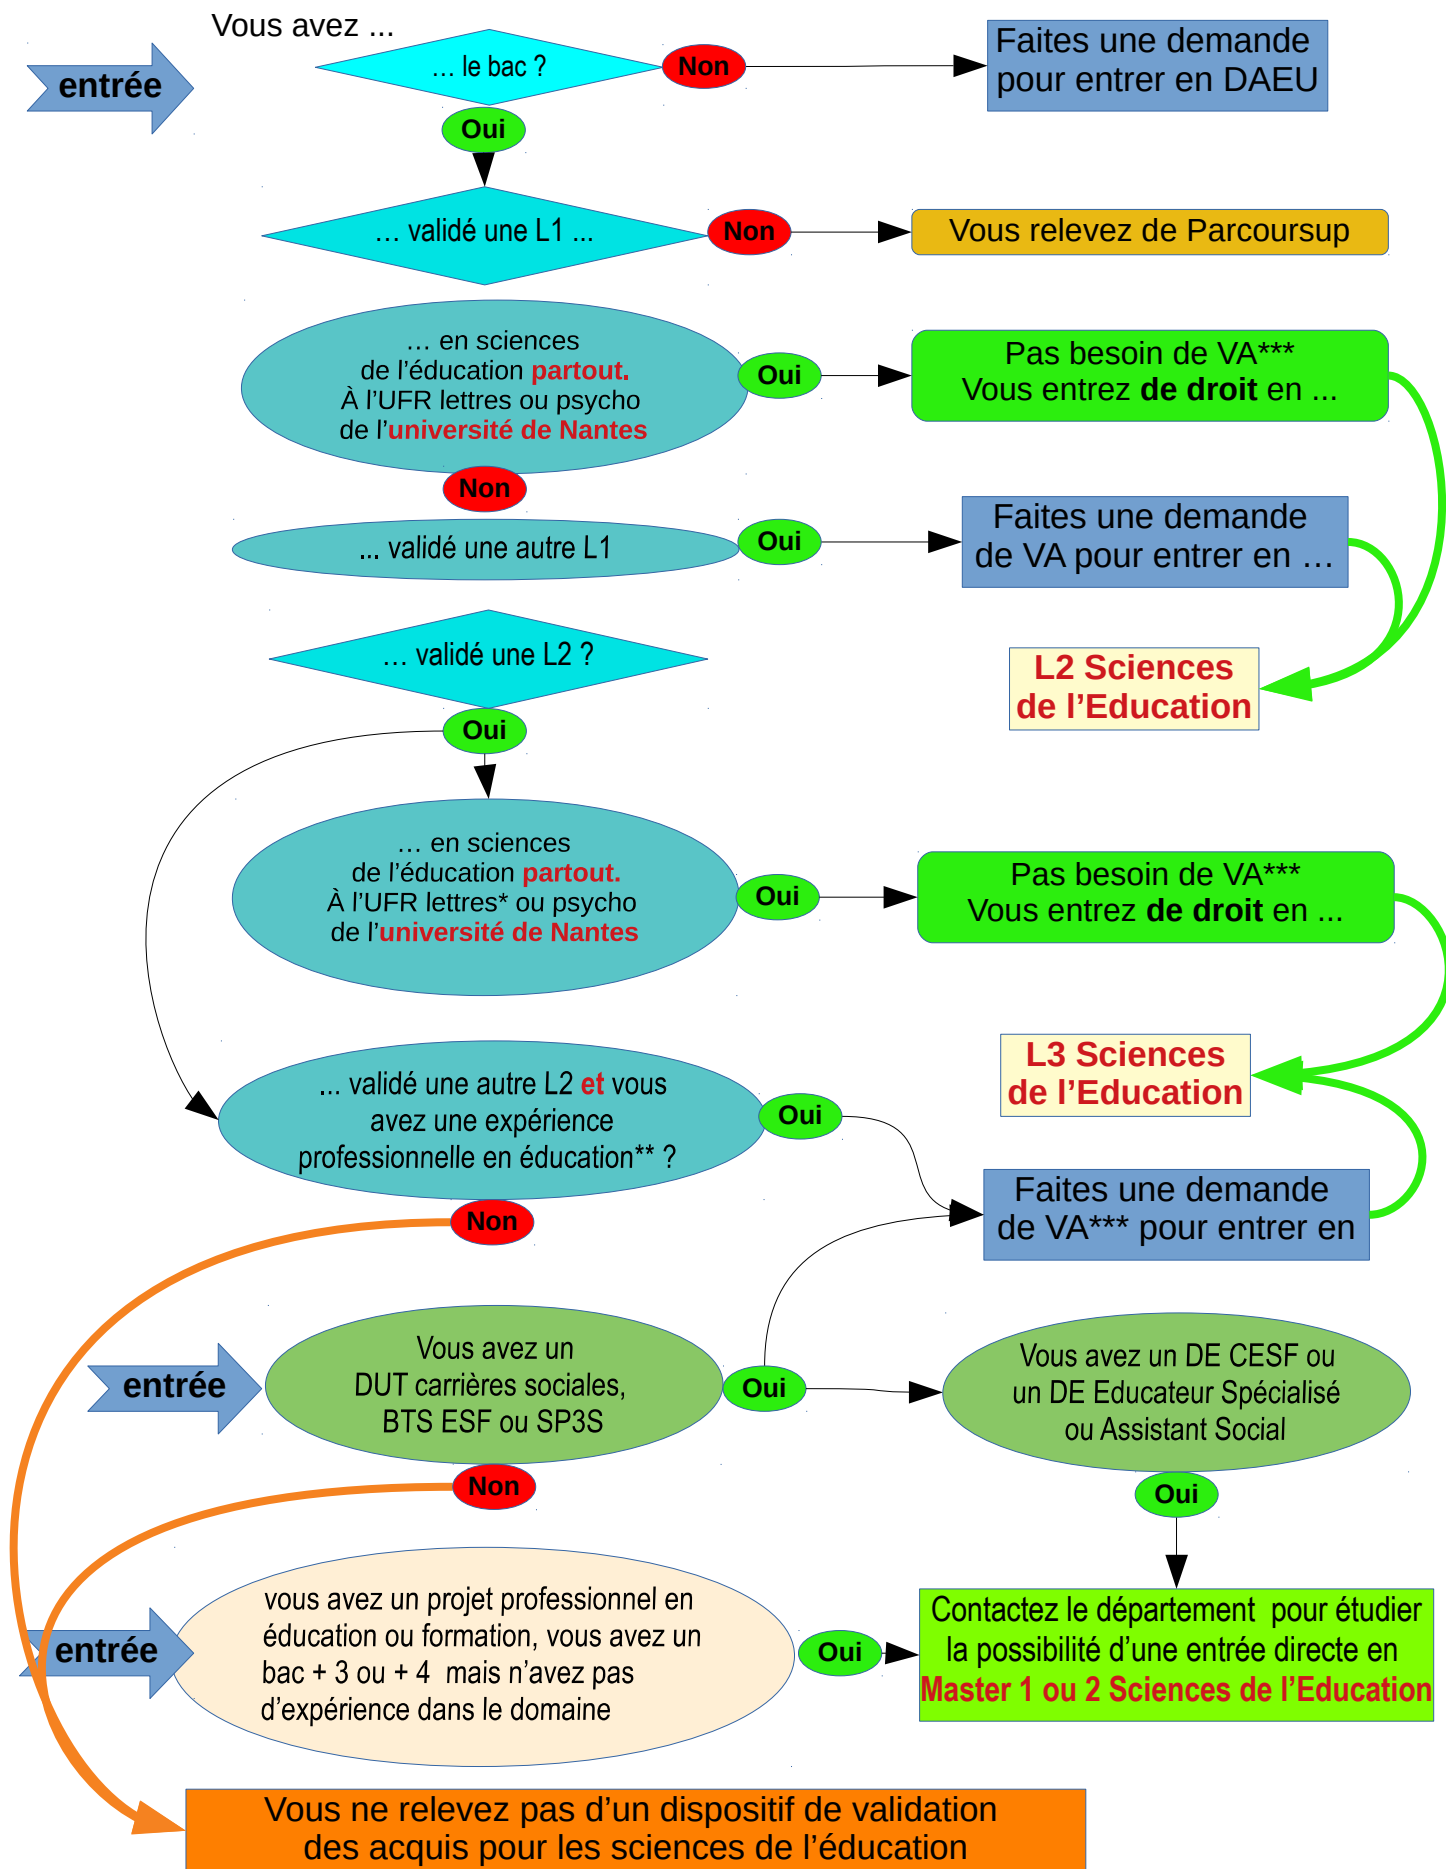 Vous avez ...
entrée
… le bac ?
Non
Faites une demande
pour entrer en DAEU
Oui
… validé une L1 ...
Non
Vous relevez de Parcoursup
… en sciences
de l’éducation partout.
À l’UFR lettres ou psycho
de l’université de Nantes
Oui
Pas besoin de VA***
Vous entrez de droit en ...
Non
... validé une autre L1
Oui
Faites une demande
de VA pour entrer en …
… validé une L2 ?
L2 Sciences
de l’Education
Oui
… en sciences
de l’éducation partout.
À l’UFR lettres* ou psycho
de l’université de Nantes
Oui
Pas besoin de VA***
Vous entrez de droit en ...
L3 Sciences
de l’Education
... validé une autre L2 et vous
avez une expérience
professionnelle en éducation** ?
Oui
Non
Faites une demande
de VA*** pour entrer en
entrée
Vous avez un
DUT carrières sociales,
BTS ESF ou SP3S
Oui
Vous avez un DE CESF ou
un DE Educateur Spécialisé
ou Assistant Social
Non
Oui
entrée
vous avez un projet professionnel en
éducation ou formation, vous avez un
bac + 3 ou + 4 mais n’avez pas
d’expérience dans le domaine
Oui
Contactez le département pour étudier
la possibilité d’une entrée directe en
Master 1 ou 2 Sciences de l’Education
Vous ne relevez pas d’un dispositif de validation
des acquis pour les sciences de l’éducation